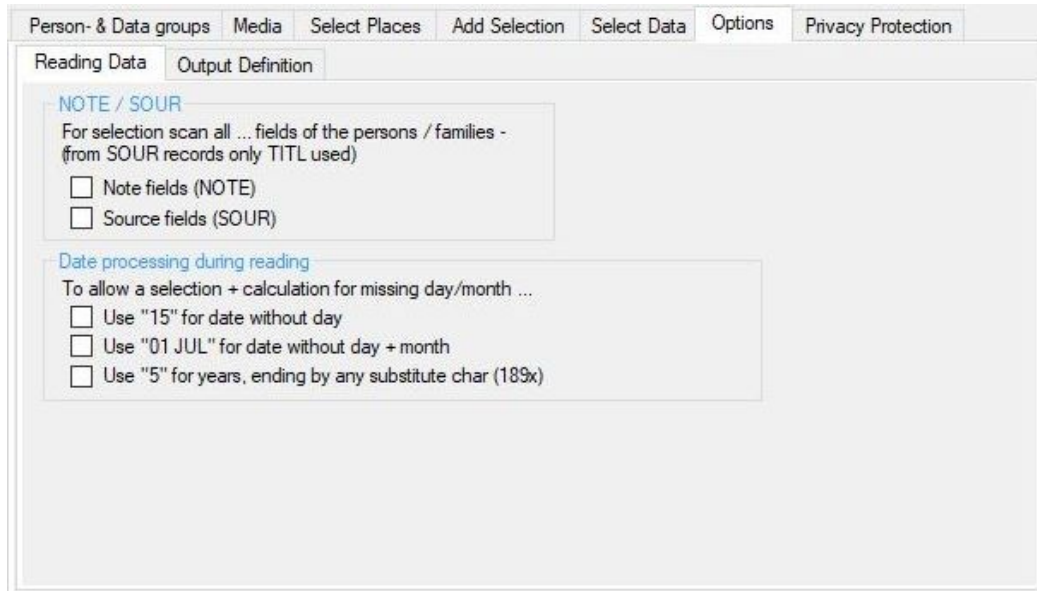 Person- & Data groups Media Select Places Add Selection Select Data Options Privacy Protection
Reading Data Output Definition
NOTE / SOUR
For selection scan all ... fields of the persons / families -
(from SOUR records only TITL used)
Note fields (NOTE)
Source fields (SOUR)
Date processing during reading
To allow a selection + calculation for missing day/month ...
Use "15" for date without day
Use "01 JUL" for date without day + month
Use "5" for years, ending by any substitute char (189x)